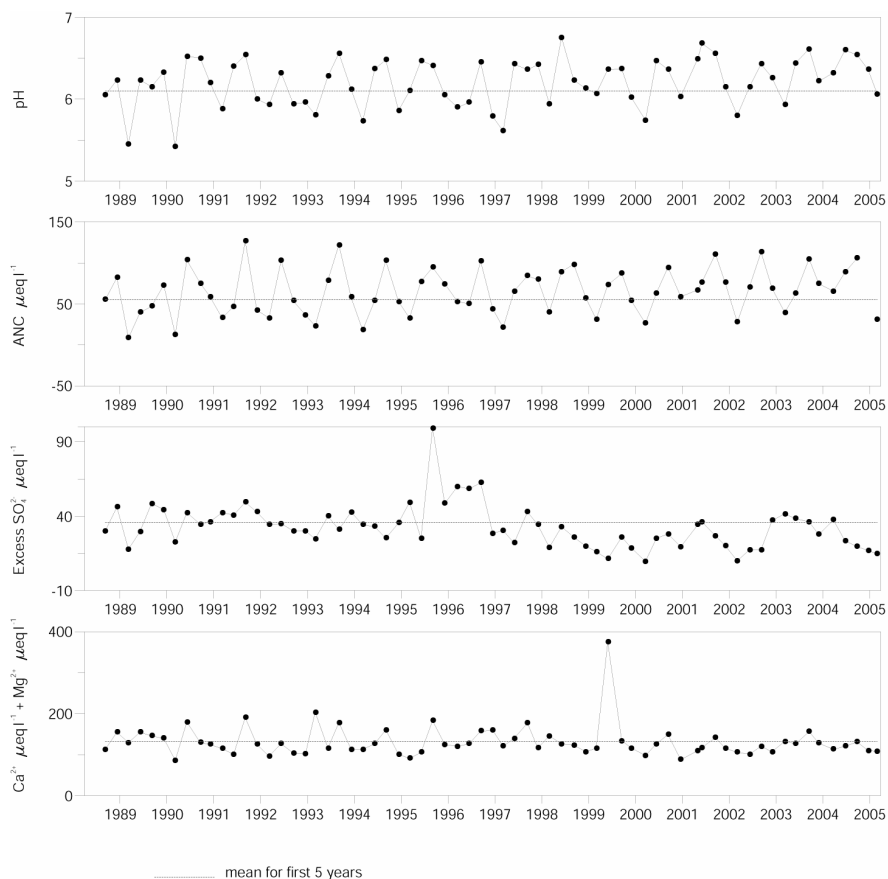 7
pH
6
5
1989 1990 1991 1992 1993 1994 1995 1996 1997 1998 1999 2000 2001 2002 2003 2004 2005
150
ANC μeq l⁻¹
50
-50
1989 1990 1991 1992 1993 1994 1995 1996 1997 1998 1999 2000 2001 2002 2003 2004 2005
90
Excess SO₄²⁻ μeq l⁻¹
40
-10
1989 1990 1991 1992 1993 1994 1995 1996 1997 1998 1999 2000 2001 2002 2003 2004 2005
400
Ca²⁺ μeq l⁻¹ + Mg²⁺ μeq l⁻¹
200
0
1989 1990 1991 1992 1993 1994 1995 1996 1997 1998 1999 2000 2001 2002 2003 2004 2005
mean for first 5 years